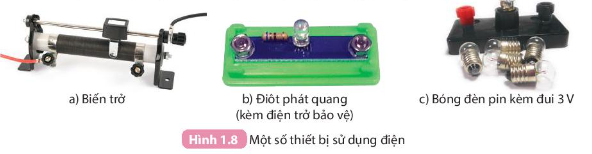 a) Biến trở
b) Điôt phát quang
(kèm điện trở bảo vệ)
c) Bóng đèn pin kèm đui 3 V
Hình 1.8 Một số thiết bị sử dụng điện